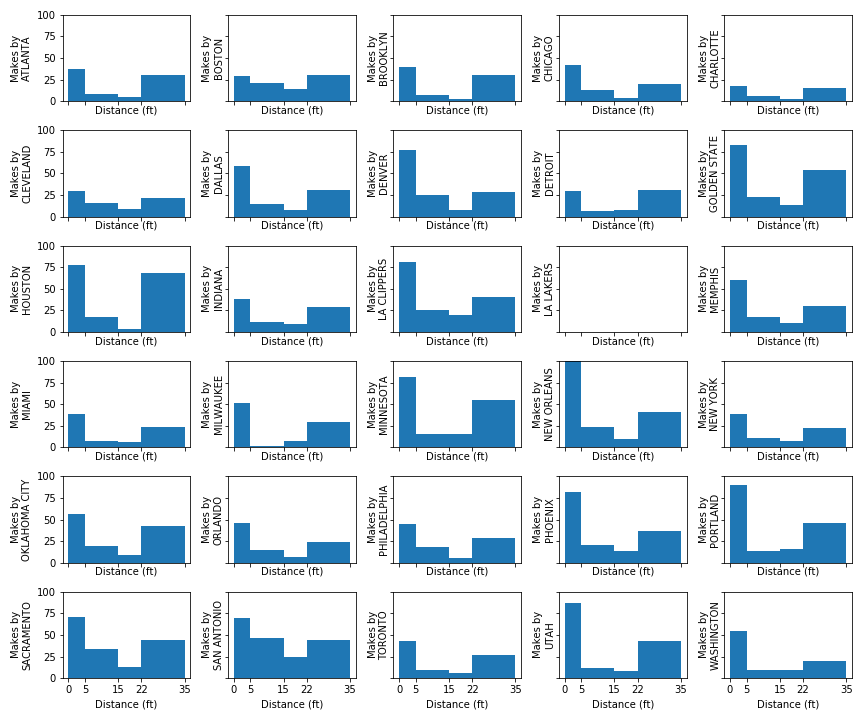 100
75
50
25
0
Makes by
ATLANTA
Distance (ft)
Makes by
BOSTON
Distance (ft)
Makes by
BROOKLYN
Distance (ft)
Makes by
CHICAGO
Distance (ft)
Makes by
CHARLOTTE
Distance (ft)
100
75
50
25
0
Makes by
CLEVELAND
Distance (ft)
Makes by
DALLAS
Distance (ft)
Makes by
DENVER
Distance (ft)
Makes by
DETROIT
Distance (ft)
Makes by
GOLDEN STATE
Distance (ft)
100
75
50
25
0
Makes by
HOUSTON
Distance (ft)
Makes by
INDIANA
Distance (ft)
Makes by
LA CLIPPERS
Distance (ft)
Makes by
LA LAKERS
Distance (ft)
Makes by
MEMPHIS
Distance (ft)
100
75
50
25
0
Makes by
MIAMI
Distance (ft)
Makes by
MILWAUKEE
Distance (ft)
Makes by
MINNESOTA
Distance (ft)
Makes by
NEW ORLEANS
Distance (ft)
Makes by
NEW YORK
Distance (ft)
100
75
50
25
0
Makes by
OKLAHOMA CITY
Distance (ft)
Makes by
ORLANDO
Distance (ft)
Makes by
PHILADELPHIA
Distance (ft)
Makes by
PHOENIX
Distance (ft)
Makes by
PORTLAND
Distance (ft)
100
75
50
25
0
Makes by
SACRAMENTO
0 5 15 22 35
Distance (ft)
Makes by
SAN ANTONIO
0 5 15 22 35
Distance (ft)
Makes by
TORONTO
0 5 15 22 35
Distance (ft)
Makes by
UTAH
0 5 15 22 35
Distance (ft)
Makes by
WASHINGTON
0 5 15 22 35
Distance (ft)